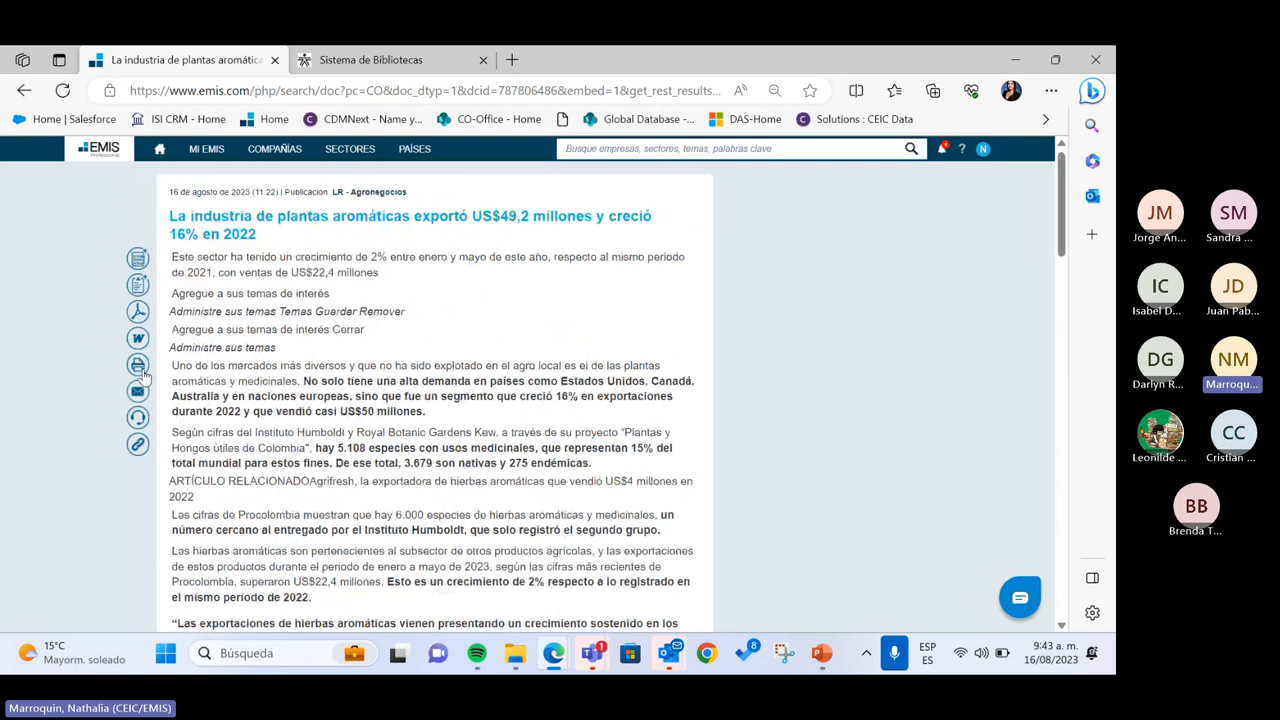 La industria de plantas aromátic
Sistema de Bibliotecas
https://www.emis.com/php/search/doc?pc=CO&doc_dtyp=1&dcid=787806486&embed=1&get_rest_results...
Home | Salesforce
ISI CRM - Home
Home
CDMNext - Name y...
CO-Office - Home
Global Database -...
DAS-Home
Solutions : CEIC Data
EMIS
Professional
MI EMIS
COMPAÑIAS
SECTORES
PAÍSES
Busque empresas, sectores, temas, palabras clave
N
16 de agosto de 2023 (11:22) | Publicación LR - Agronegocios
La industria de plantas aromáticas exportó US$49,2 millones y creció
16% en 2022
Este sector ha tenido un crecimiento de 2% entre enero y mayo de este año, respecto al mismo periodo
de 2021, con ventas de US$22,4 millones
Agregue a sus temas de interés
Administre sus temas Temas Guardar Remover
Agregue a sus temas de interés Cerrar
Administre sus temas
Uno de los mercados más diversos y que no ha sido explotado en el agro local es el de las plantas
aromáticas y medicinales. No solo tiene una alta demanda en países como Estados Unidos. Canadá.
Australia y en naciones europeas, sino que fue un segmento que creció 16% en exportaciones
durante 2022 y que vendió casi US$50 millones.
Según cifras del Instituto Humboldt y Royal Botanic Gardens Kew. a través de su proyecto “Plantas y
Hongos útiles de Colombia”, hay 5.108 especies con usos medicinales, que representan 15% del
total mundial para estos fines. De ese total, 3.679 son nativas y 275 endémicas.
ARTÍCULO RELACIONADOAgrifresh, la exportadora de hierbas aromáticas que vendió US$4 millones en
2022
Las cifras de Procolombia muestran que hay 6.000 especies de hierbas aromáticas y medicinales, un
número cercano al entregado por el Instituto Humboldt, que solo registró el segundo grupo.
Las hierbas aromáticas son pertenecientes al subsector de otros productos agrícolas, y las exportaciones
de estos productos durante el periodo de enero a mayo de 2023, según las cifras más recientes de
Procolombia, superaron US$22,4 millones. Esto es un crecimiento de 2% respecto a lo registrado en
el mismo período de 2022.
“Las exportaciones de hierbas aromáticas vienen presentando un crecimiento sostenido en los
JM
Jorge An...
SM
Sandra ...
IC
Isabel D...
JD
Juan Pab...
DG
Darlyn R...
NM
Marroqu...
Leonilde ...
CC
Cristian ...
BB
Brenda T...
15°C
Mayorm. soleado
Búsqueda
1
8
ESP
ES
9:43 a. m.
16/08/2023
Marroquin, Nathalia (CEIC/EMIS)